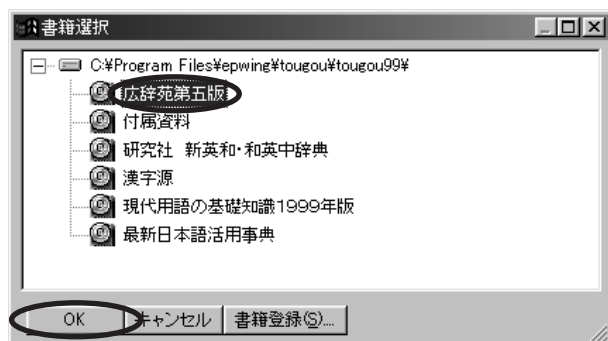 書籍選択
C:¥Program Files¥epwing¥tougou¥tougou99¥
広辞苑第五版
付属資料
研究社 新英和・和英中辞典
漢字源
現代用語の基礎知識1999年版
最新日本語活用事典
OK キャンセル 書籍登録(S)...